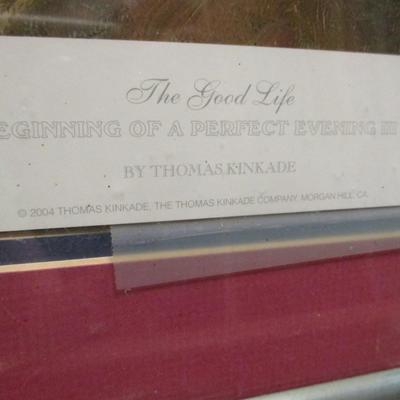 The Good Life
EGINNING OF A PERFECT EVENING III
BY THOMAS KINKADE
© 2004 THOMAS KINKADE, THE THOMAS KINKADE COMPANY, MORGAN HILL, CA.